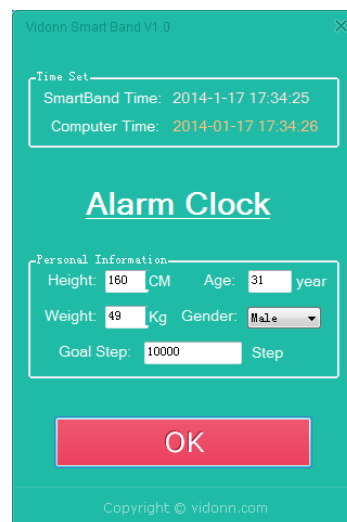 Vidonn Smart Band V1.0
Time Set
SmartBand Time: 2014-1-17 17:34:25
Computer Time: 2014-01-17 17:34:26
Alarm Clock
Personal Information
Height: 160 CM Age: 31 year
Weight: 49 Kg Gender: Male
Goal Step: 10000 Step
OK
Copyright © vidonn.com